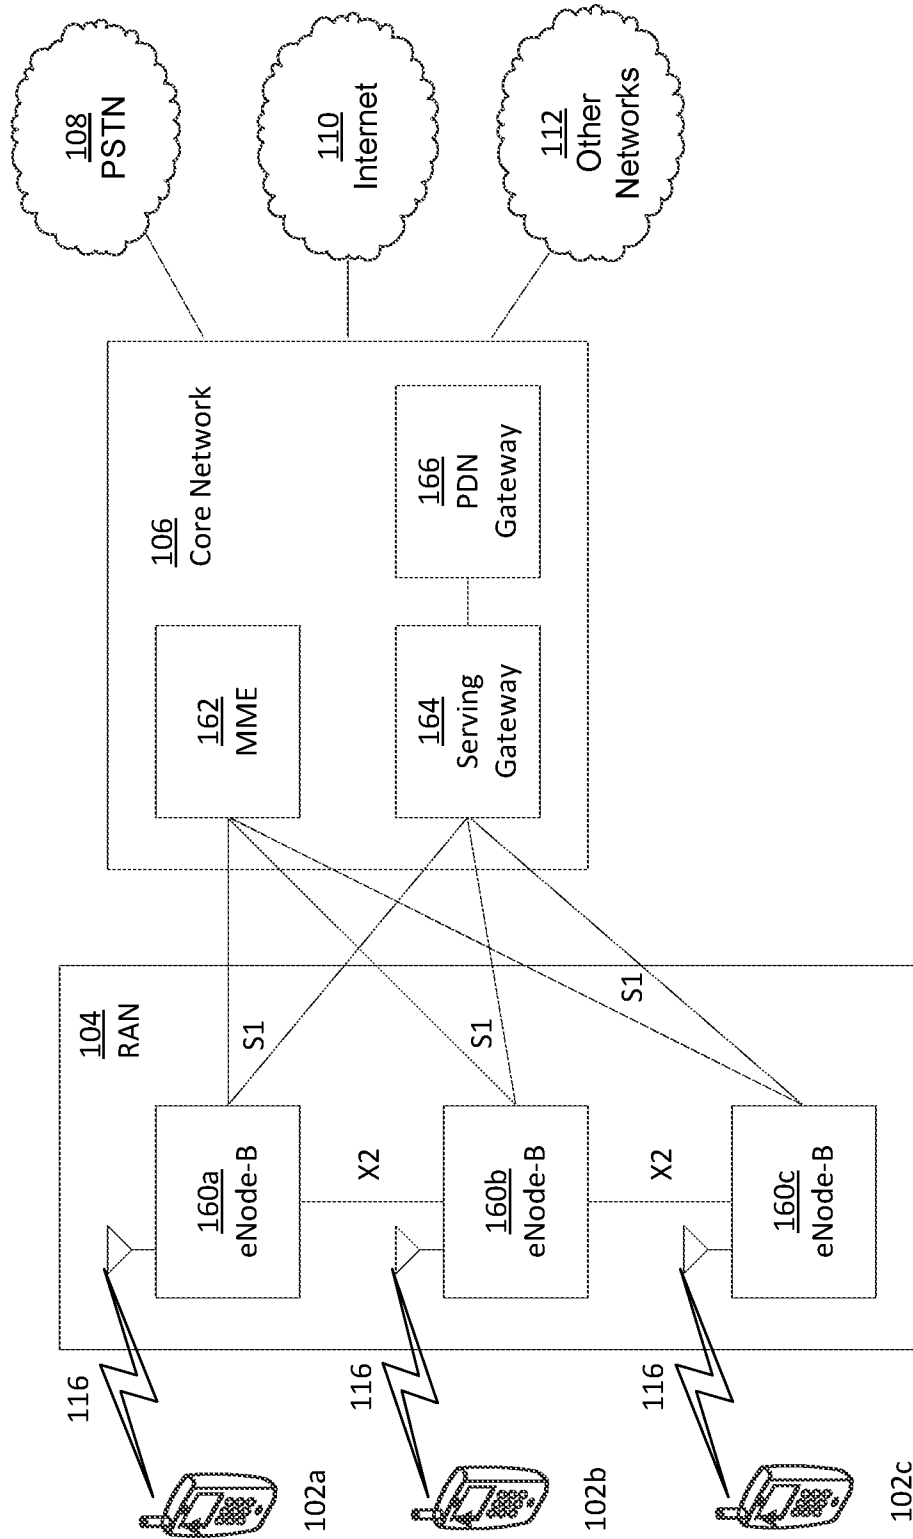 102a
102b
102c
116
116
116
104
RAN
160a
eNode-B
160b
eNode-B
160c
eNode-B
X2
X2
S1
S1
S1
106
Core Network
162
MME
164
Serving
Gateway
166
PDN
Gateway
108
PSTN
110
Internet
112
Other
Networks